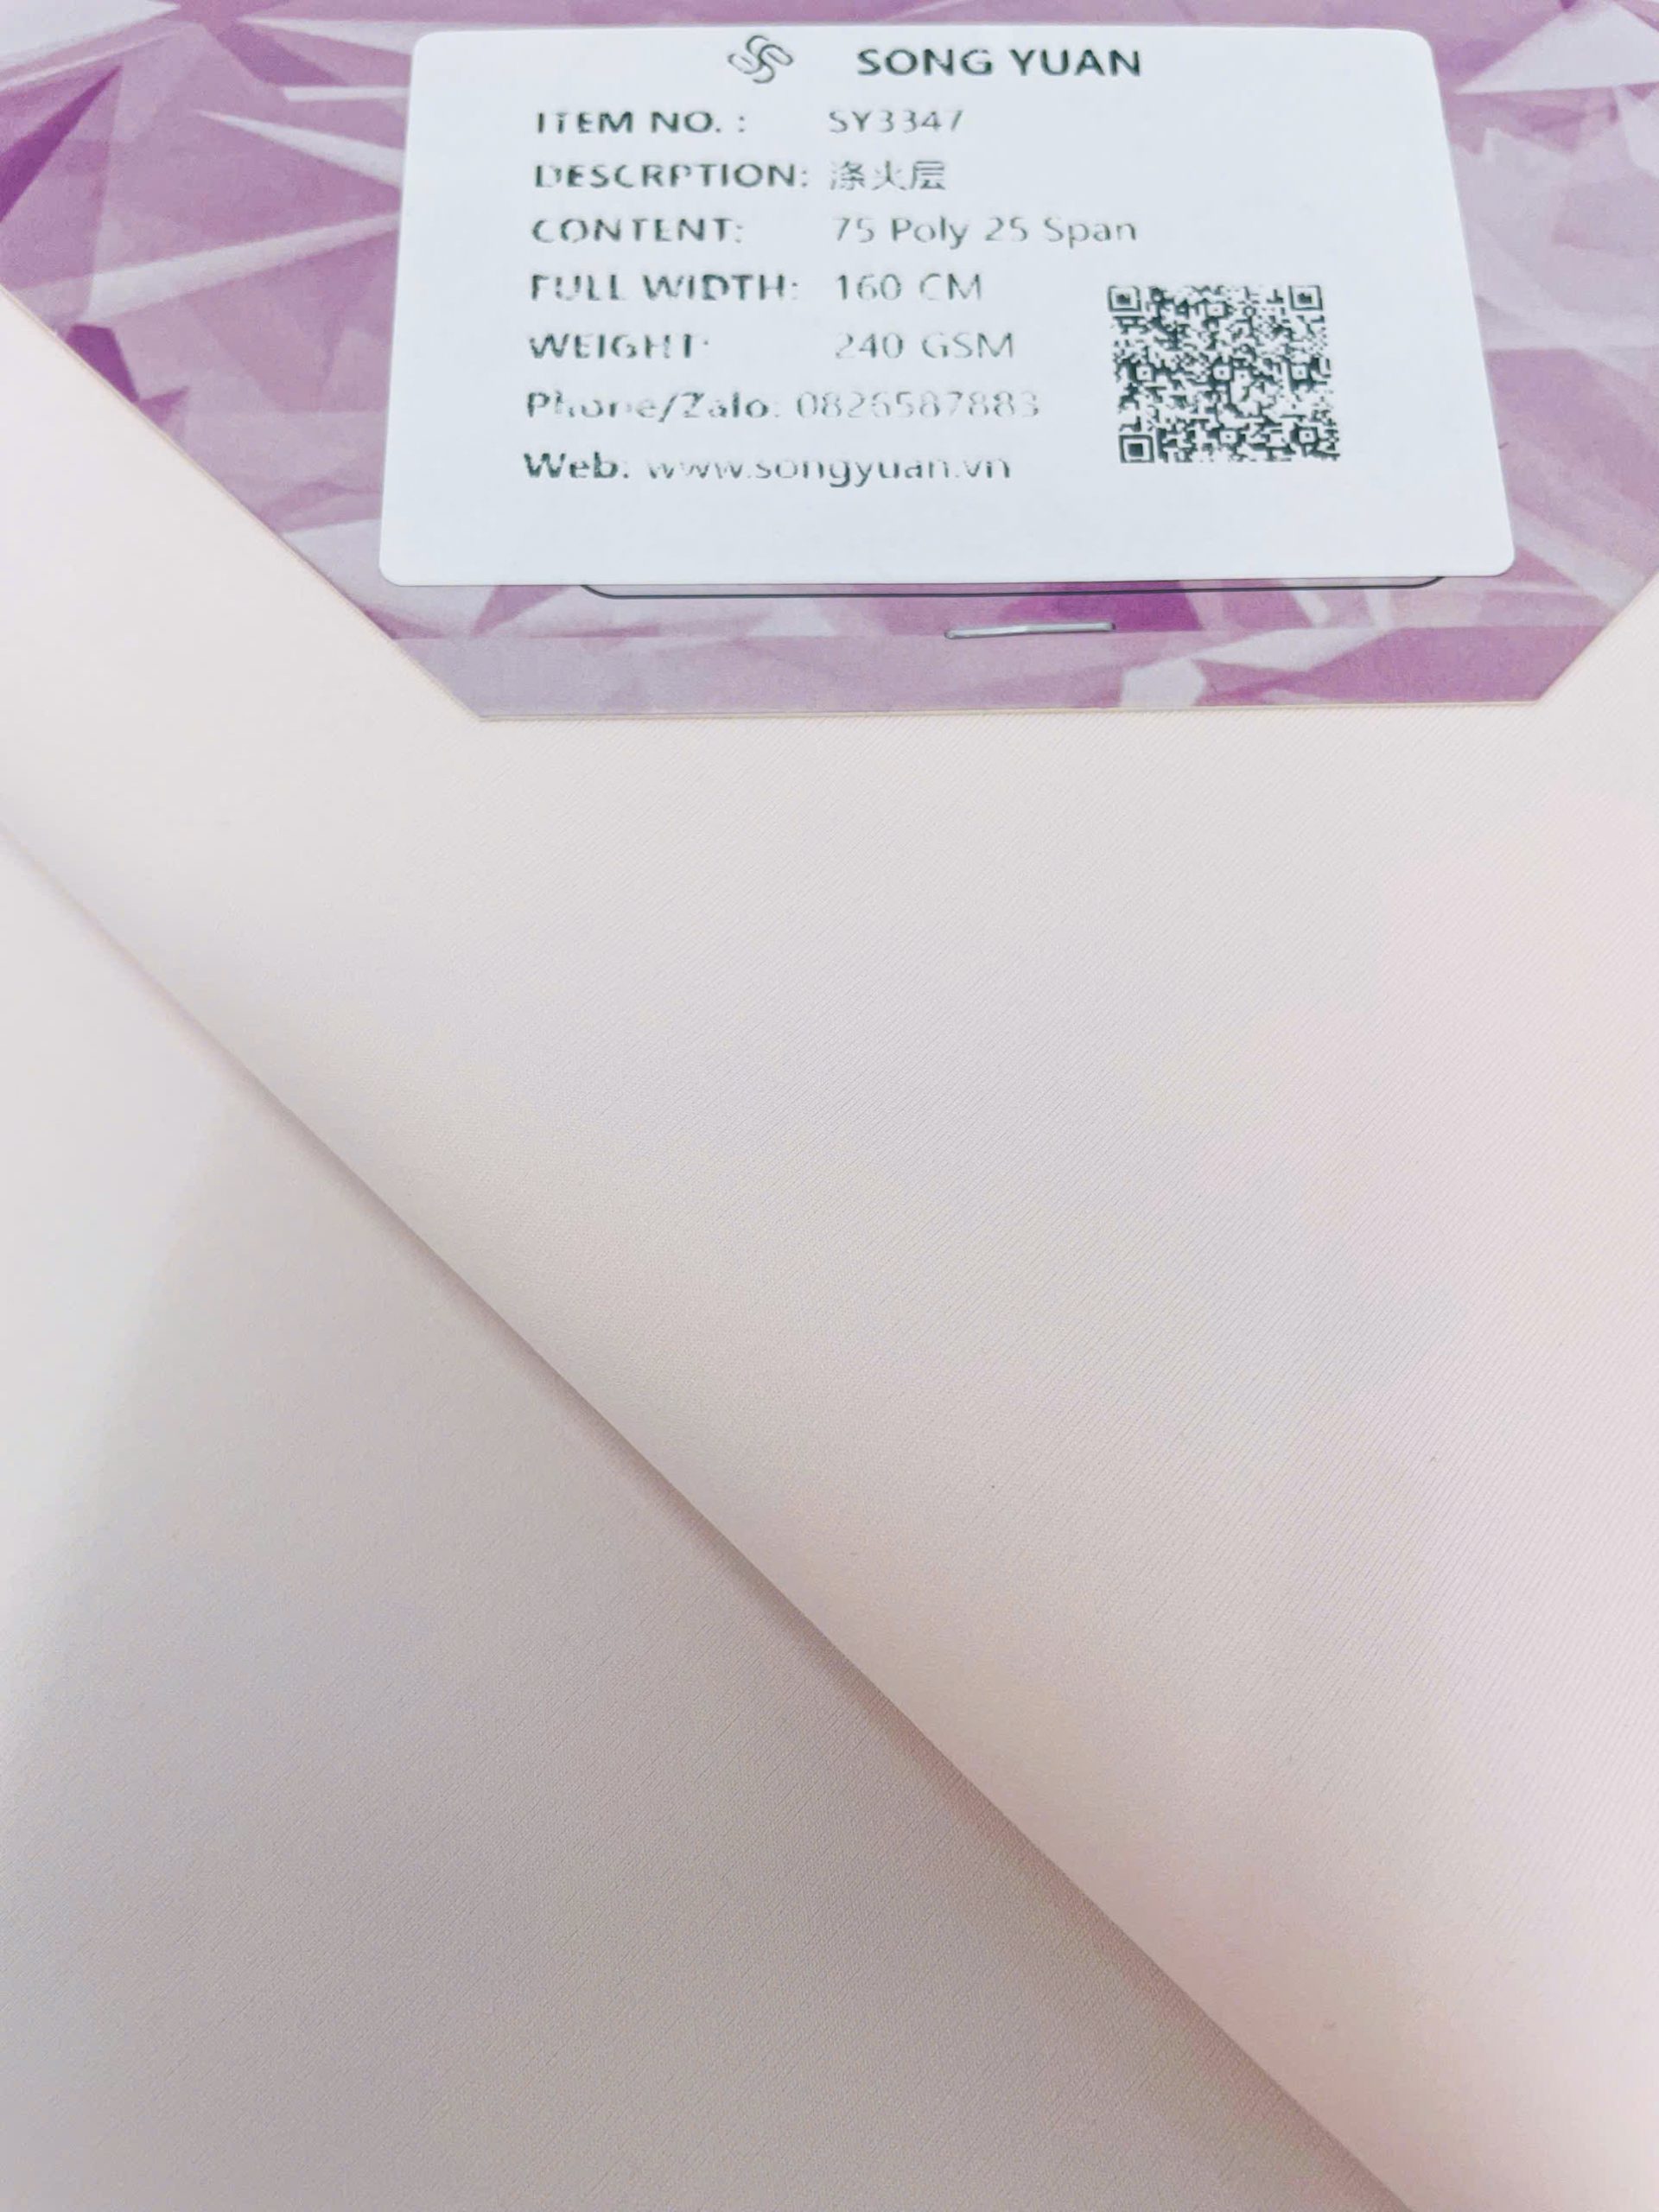 SONG YUAN
ITEM NO. : SY3347
DESCRPTION: 涤夹层
CONTENT: 75 Poly 25 Span
FULL WIDTH: 160 CM
WEIGHT: 240 GSM
Phone/Zalo: 0826587883
Web: www.songyuan.vn